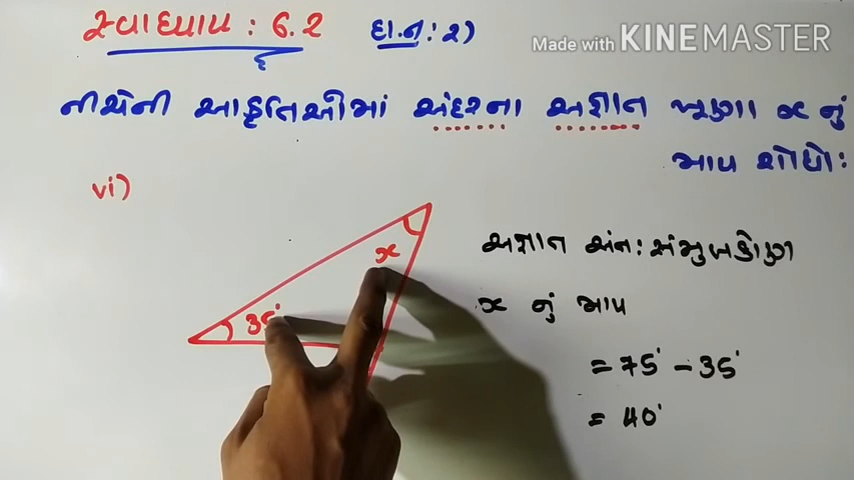 સ્વાધ્યાય : 6.2 દા.ન : 2)
Made with KINEMASTER
નીચેની આકૃતિઓમાં અંદરના અજ્ઞાત ખૂણા x નું
માપ શોધો :
vi)
x
35°
અજ્ઞાત અંત: સંમુખકોણ
x નું માપ
= 75° - 35°
= 40°